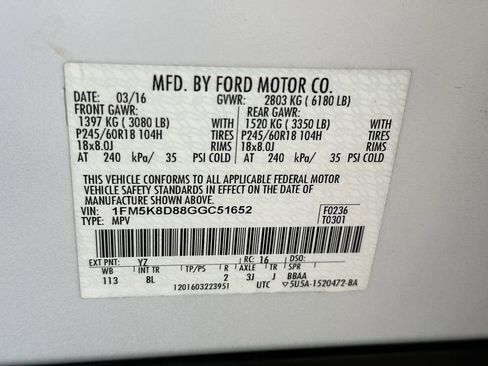 MFD. BY FORD MOTOR CO.
DATE: 03/16 GVWR: 2803 KG ( 6180 LB)
FRONT GAWR: REAR GAWR:
1397 KG ( 3080 LB) WITH 1520 KG ( 3350 LB) WITH
P245/60R18 104H TIRES P245/60R18 104H TIRES
18x8.0J RIMS 18x8.0J RIMS
AT 240 kPa/ 35 PSI COLD AT 240 kPa/ 35 PSI COLD
THIS VEHICLE CONFORMS TO ALL APPLICABLE FEDERAL MOTOR
VEHICLE SAFETY STANDARDS IN EFFECT ON THE DATE OF
MANUFACTURE SHOWN ABOVE.
VIN: 1FM5K8D88GGC51652 F0236
TYPE: MPV T0301
EXT PNT: YZ RC: 16
WB INT TR TP/PS R AXLE TR SPR
113 8L 2 3J J BBAA
1201603223951 UTC ▽5U5A-1520472-BA